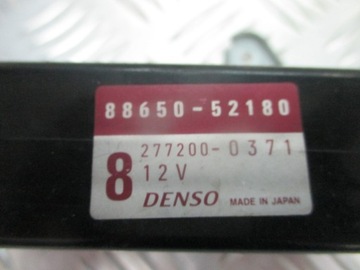 88650-52180
8 277200-0371
12V
DENSO MADE IN JAPAN